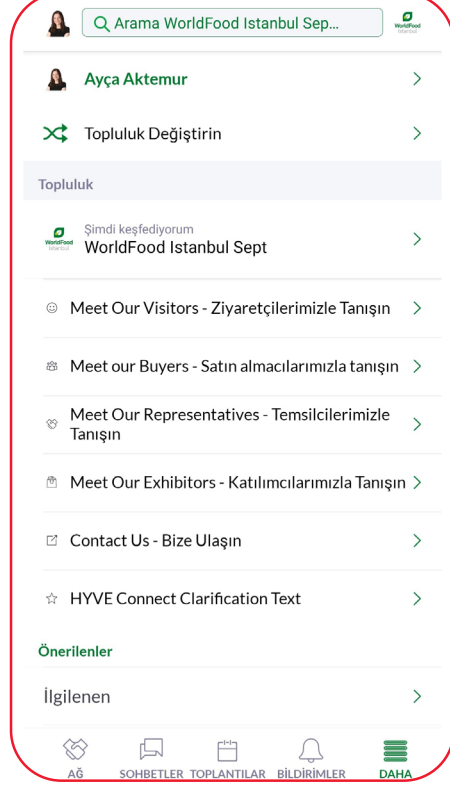 Arama WorldFood Istanbul Sep...
WorldFood
Istanbul
Ayça Aktemur
Topluluk Değiştirin
Topluluk
Şimdi keşfediyorum
WorldFood
Istanbul
WorldFood Istanbul Sept
Meet Our Visitors - Ziyaretçilerimizle Tanışın
Meet our Buyers - Satın almacılarımızla tanışın
Meet Our Representatives - Temsilcilerimizle
Tanışın
Meet Our Exhibitors - Katılımcılarımızla Tanışın
Contact Us - Bize Ulaşın
HYVE Connect Clarification Text
Önerilenler
İlgilenen
AĞ
SOHBETLER
TOPLANTILAR
BİLDİRİMLER
DAHA